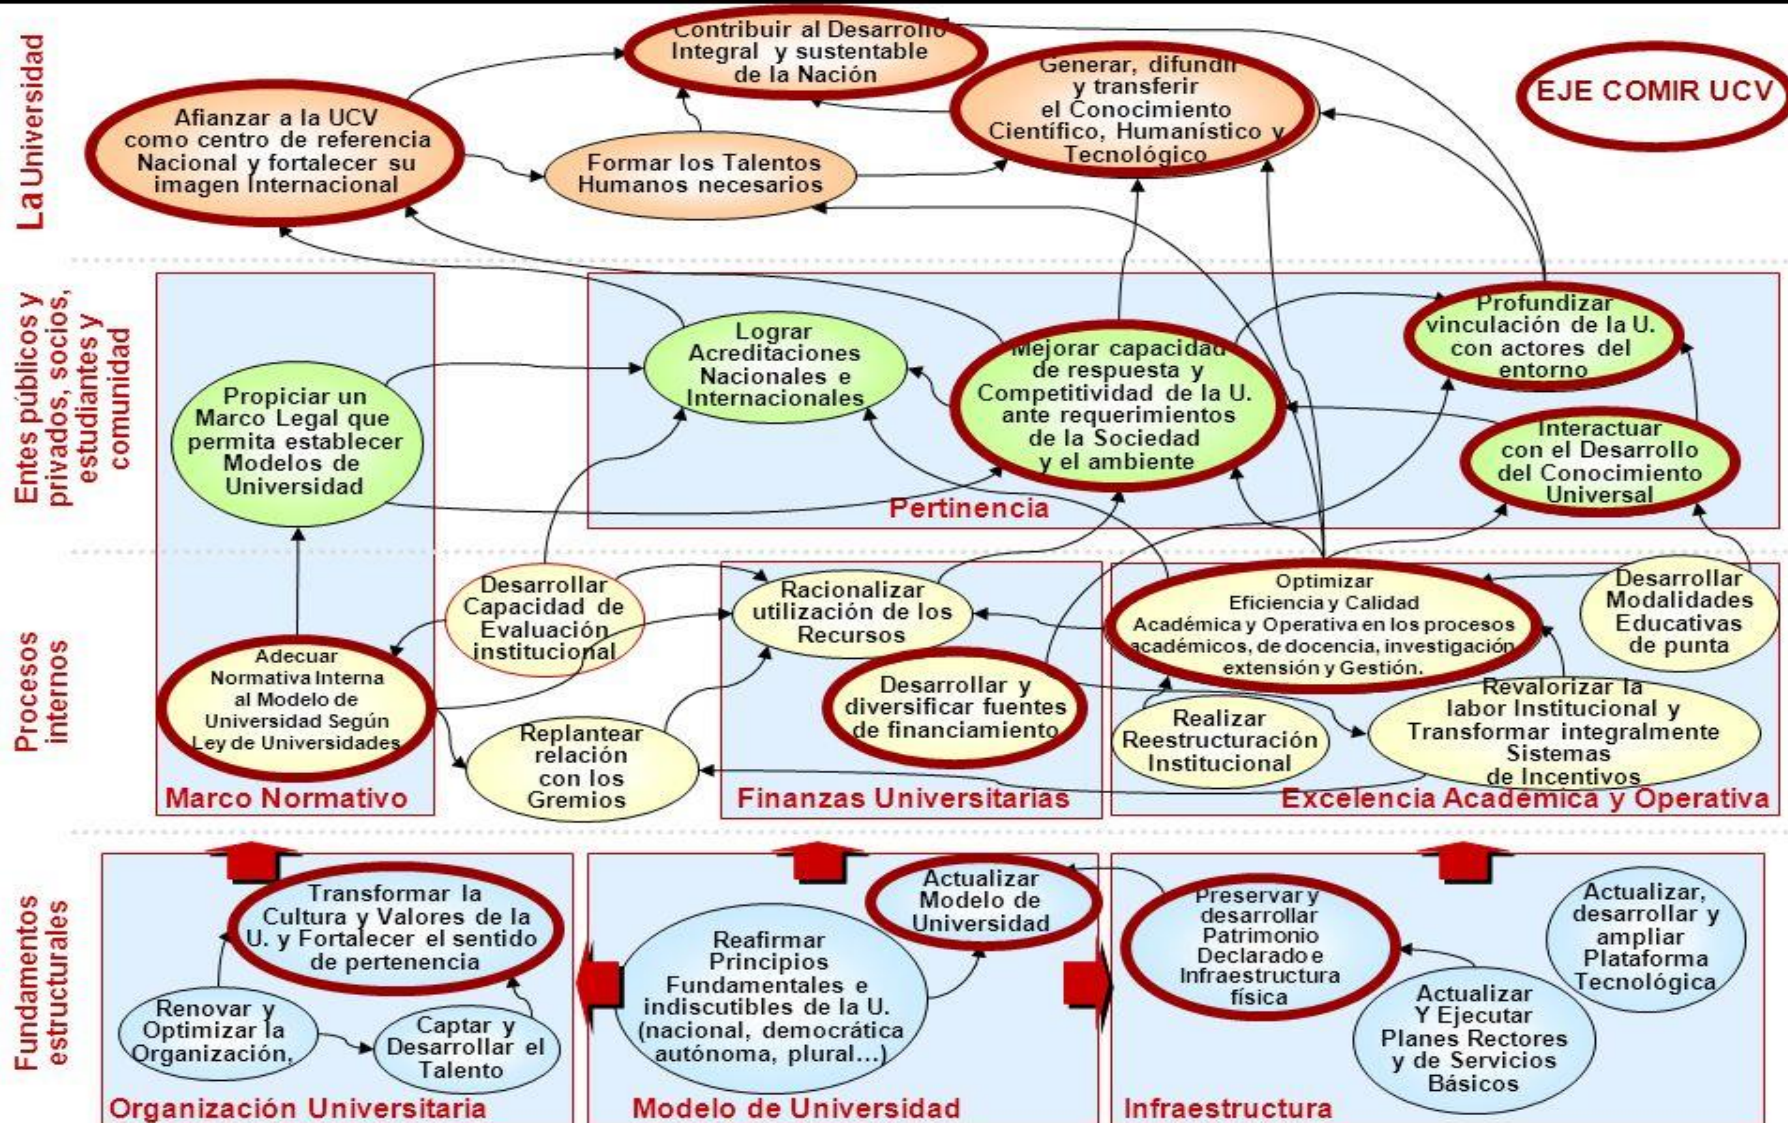 La Universidad
Contribuir al Desarrollo
Integral y sustentable
de la Nación
Generar, difundir
y transferir
el Conocimiento
Científico, Humanístico y
Tecnológico
EJE COMIR UCV
Afianzar a la UCV
como centro de referencia
Nacional y fortalecer su
imagen Internacional
Formar los Talentos
Humanos necesarios
Entes públicos y
privados, socios,
estudiantes y
comunidad
Propiciar un
Marco Legal que
permita establecer
Modelos de
Universidad
Lograr
Acreditaciones
Nacionales e
Internacionales
Mejorar capacidad
de respuesta y
Competitividad de la U.
ante requerimientos
de la Sociedad
y el ambiente
Profundizar
vinculación de la U.
con actores del
entorno
Interactuar
con el Desarrollo
del Conocimiento
Universal
Pertinencia
Procesos
internos
Adecuar
Normativa Interna
al Modelo de
Universidad Según
Ley de Universidades
Marco Normativo
Desarrollar
Capacidad de
Evaluación
institucional
Replantear
relación
con los
Gremios
Racionalizar
utilización de los
Recursos
Desarrollar y
diversificar fuentes
de financiamiento
Finanzas Universitarias
Optimizar
Eficiencia y Calidad
Académica y Operativa en los procesos
académicos, de docencia, investigación
extensión y Gestión.
Desarrollar
Modalidades
Educativas
de punta
Realizar
Reestructuración
Institucional
Revalorizar la
labor Institucional y
Transformar integralmente
Sistemas
de Incentivos
Excelencia Académica y Operativa
Fundamentos
estructurales
Transformar la
Cultura y Valores de la
U. y Fortalecer el sentido
de pertenencia
Renovar y
Optimizar la
Organización,
Captar y
Desarrollar el
Talento
Organización Universitaria
Actualizar
Modelo de
Universidad
Reafirmar
Principios
Fundamentales e
indiscutibles de la U.
(nacional, democrática
autónoma, plural...)
Modelo de Universidad
Preservar y
desarrollar
Patrimonio
Declarado e
Infraestructura
física
Actualizar
Y Ejecutar
Planes Rectores
y de Servicios
Básicos
Actualizar,
desarrollar y
ampliar
Plataforma
Tecnológica
Infraestructura